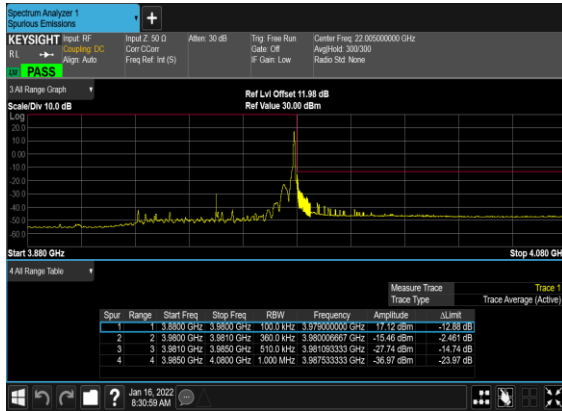 Spectrum Analyzer 1
Spurious Emissions
KEYSIGHT
RL
Input: RF
Coupling: DC
Align: Auto
Input Z: 50 Ω
Corr CCorr
Freq Ref: Int (S)
Atten: 30 dB
Trig: Free Run
Gate: Off
IF Gain: Low
Center Freq: 22.005000000 GHz
Avg|Hold: 300/300
Radio Std: None
PASS
3 All Range Graph
Scale/Div 10.0 dB
Ref Lvl Offset 11.98 dB
Ref Value 30.00 dBm
Log
20.0
10.0
0.00
-10.0
-20.0
-30.0
-40.0
-50.0
-60.0
Start 3.880 GHz
Stop 4.080 GH
4 All Range Table
Measure Trace Trace 1
Trace Type Trace Average (Active)
Spur Range Start Freq Stop Freq RBW Frequency Amplitude ΔLimit
1 1 3.8800 GHz 3.9800 GHz 100.0 kHz 3.979000000 GHz 17.12 dBm -12.88 dB
2 2 3.9800 GHz 3.9810 GHz 360.0 kHz 3.980006667 GHz -15.46 dBm -2.461 dB
3 3 3.9810 GHz 3.9850 GHz 510.0 kHz 3.981093333 GHz -27.74 dBm -14.74 dB
4 4 3.9850 GHz 4.0800 GHz 1.000 MHz 3.987533333 GHz -36.97 dBm -23.97 dB
Jan 16, 2022
8:30:59 AM